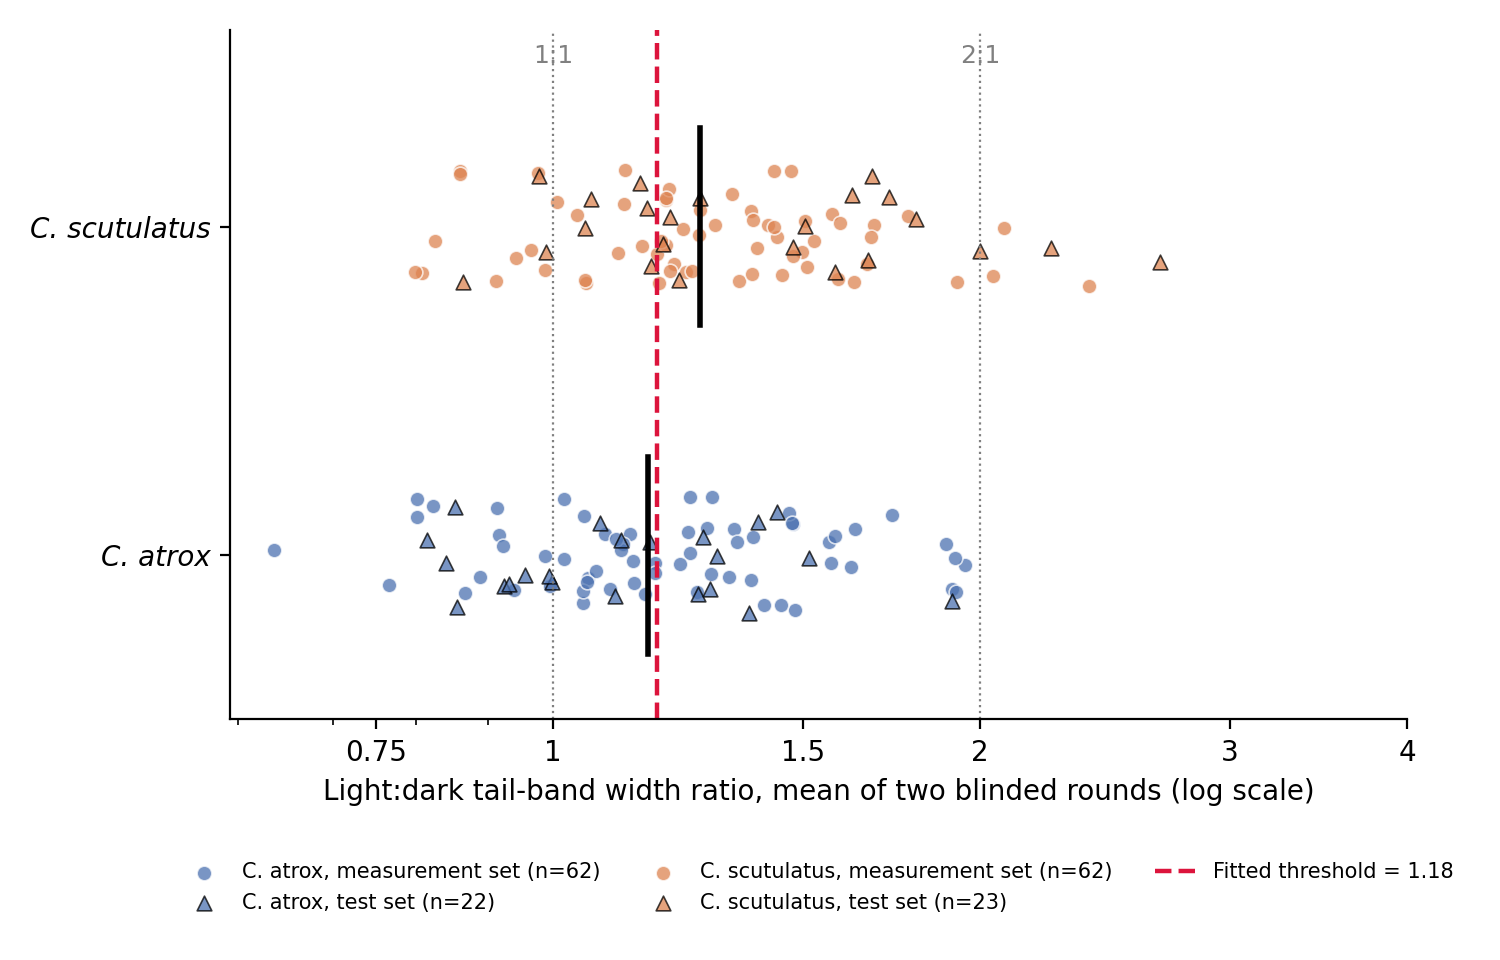 1:1
2:1
C. scutulatus
C. atrox
0.75
1
1.5
2
3
4
Light:dark tail-band width ratio, mean of two blinded rounds (log scale)
C. atrox, measurement set (n=62)
C. atrox, test set (n=22)
C. scutulatus, measurement set (n=62)
C. scutulatus, test set (n=23)
Fitted threshold = 1.18